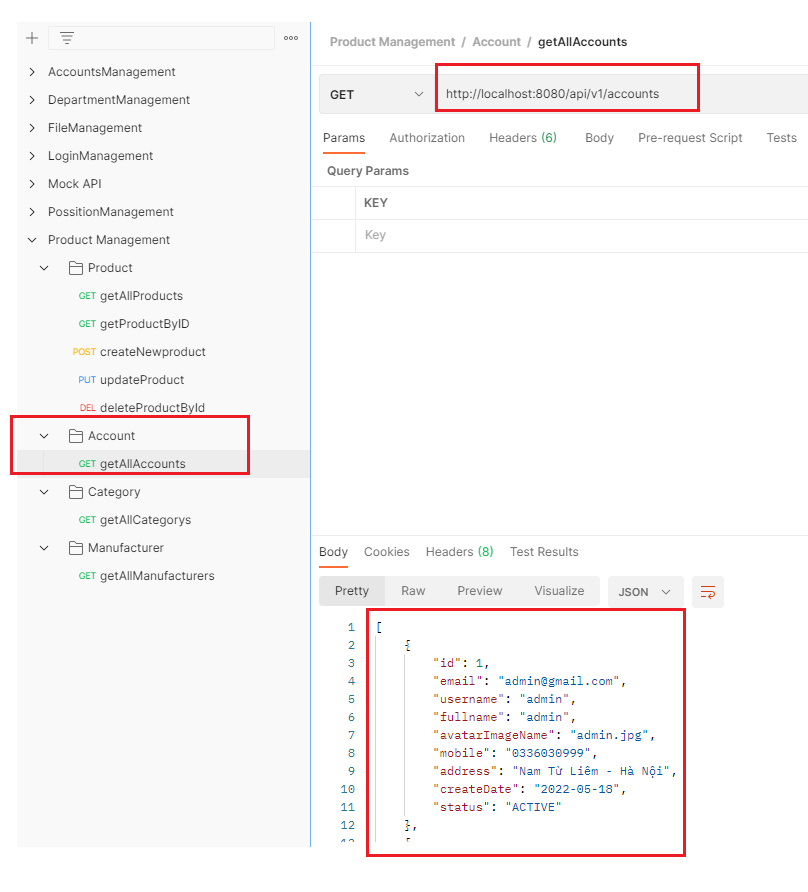 Product Management / Account / getAllAccounts
AccountsManagement
DepartmentManagement
FileManagement
LoginManagement
Mock API
PossitionManagement
Product Management
Product
GET getAllProducts
GET getProductByID
POST createNewproduct
PUT updateProduct
DEL deleteProductById
Account
GET getAllAccounts
Category
GET getAllCategorys
Manufacturer
GET getAllManufacturers
GET http://localhost:8080/api/v1/accounts
Params Authorization Headers (6) Body Pre-request Script Tests
Query Params
KEY
Key
Body Cookies Headers (8) Test Results
Pretty Raw Preview Visualize JSON
1 [
2 {
3 "id": 1,
4 "email": "admin@gmail.com",
5 "username": "admin",
6 "fullname": "admin",
7 "avatarImageName": "admin.jpg",
8 "mobile": "0336030999",
9 "address": "Nam Từ Liêm - Hà Nội",
10 "createDate": "2022-05-18",
11 "status": "ACTIVE"
12 },